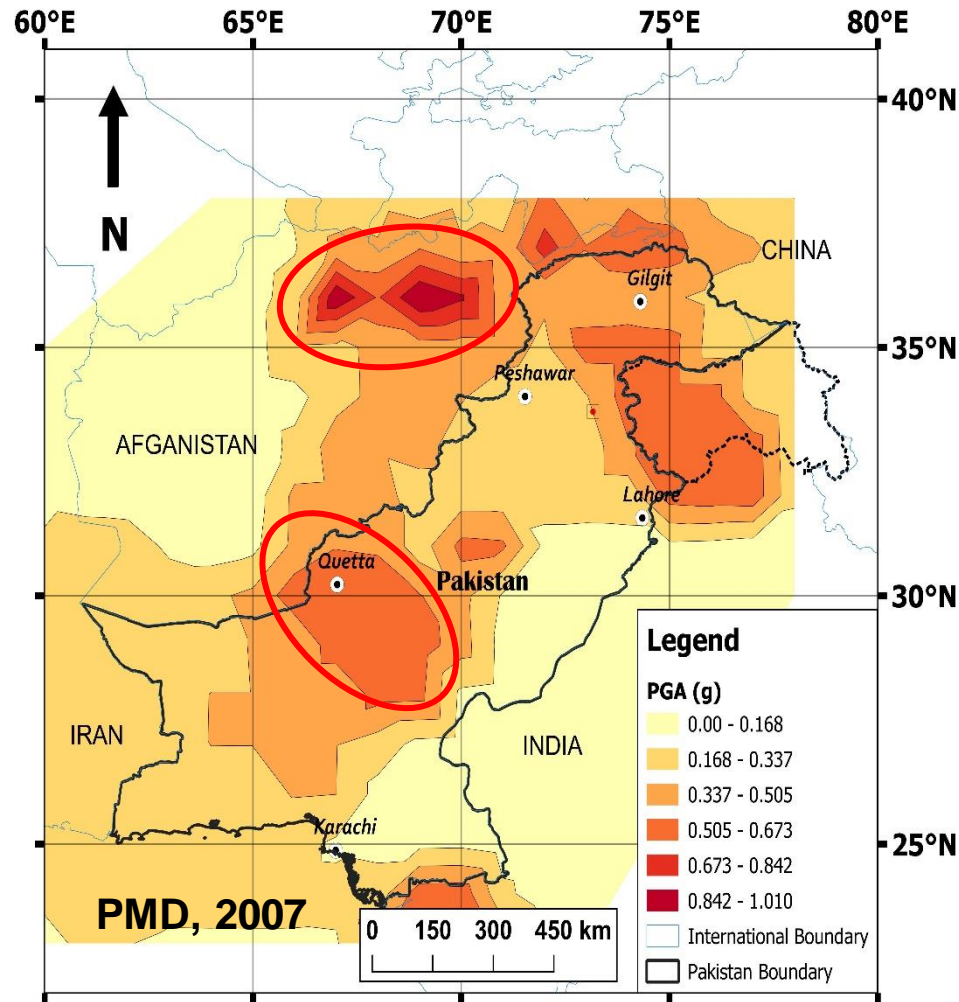 60°E 65°E 70°E 75°E 80°E
40°N
N
CHINA
Gilgit
35°N
Peshawar
AFGANISTAN
Lahore
Quetta
Pakistan
30°N
Legend
PGA (g)
0.00 - 0.168
IRAN
INDIA
0.168 - 0.337
0.337 - 0.505
0.505 - 0.673
Karachi
25°N
0.673 - 0.842
0.842 - 1.010
PMD, 2007
0 150 300 450 km
International Boundary
Pakistan Boundary